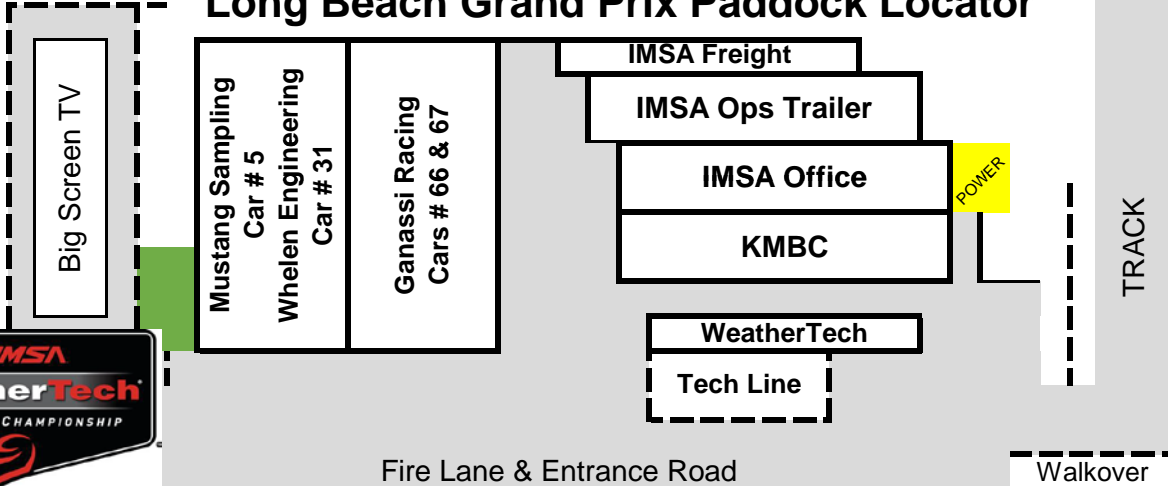 Long Beach Grand Prix Paddock Locator
Big Screen TV
Mustang Sampling
Car # 5
Whelen Engineering
Car # 31
Ganassi Racing
Cars # 66 & 67
IMSA Freight
IMSA Ops Trailer
IMSA Office
POWER
KMBC
TRACK
WeatherTech
Tech Line
IMSA
erTech
CHAMPIONSHIP
Fire Lane & Entrance Road
Walkover